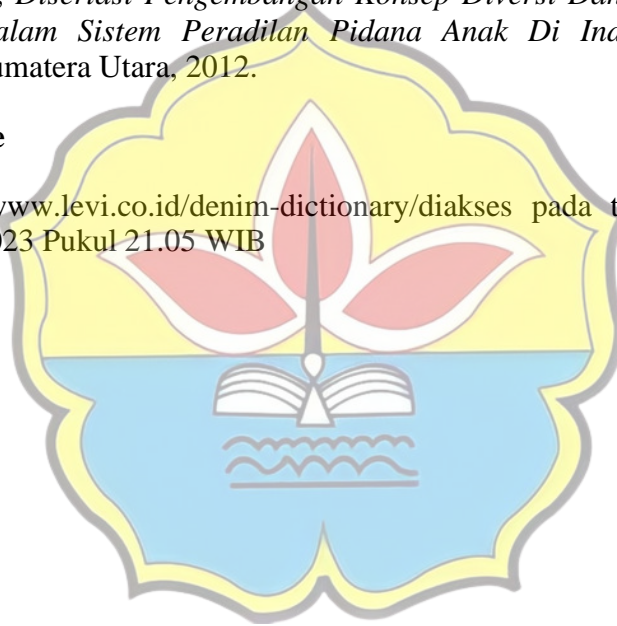 , Disertasi Pengembangan Konsep Diversi Dan
alam Sistem Peradilan Pidana Anak Di Ind
umatera Utara, 2012.
e
www.levi.co.id/denim-dictionary/diakses pada t
023 Pukul 21.05 WIB